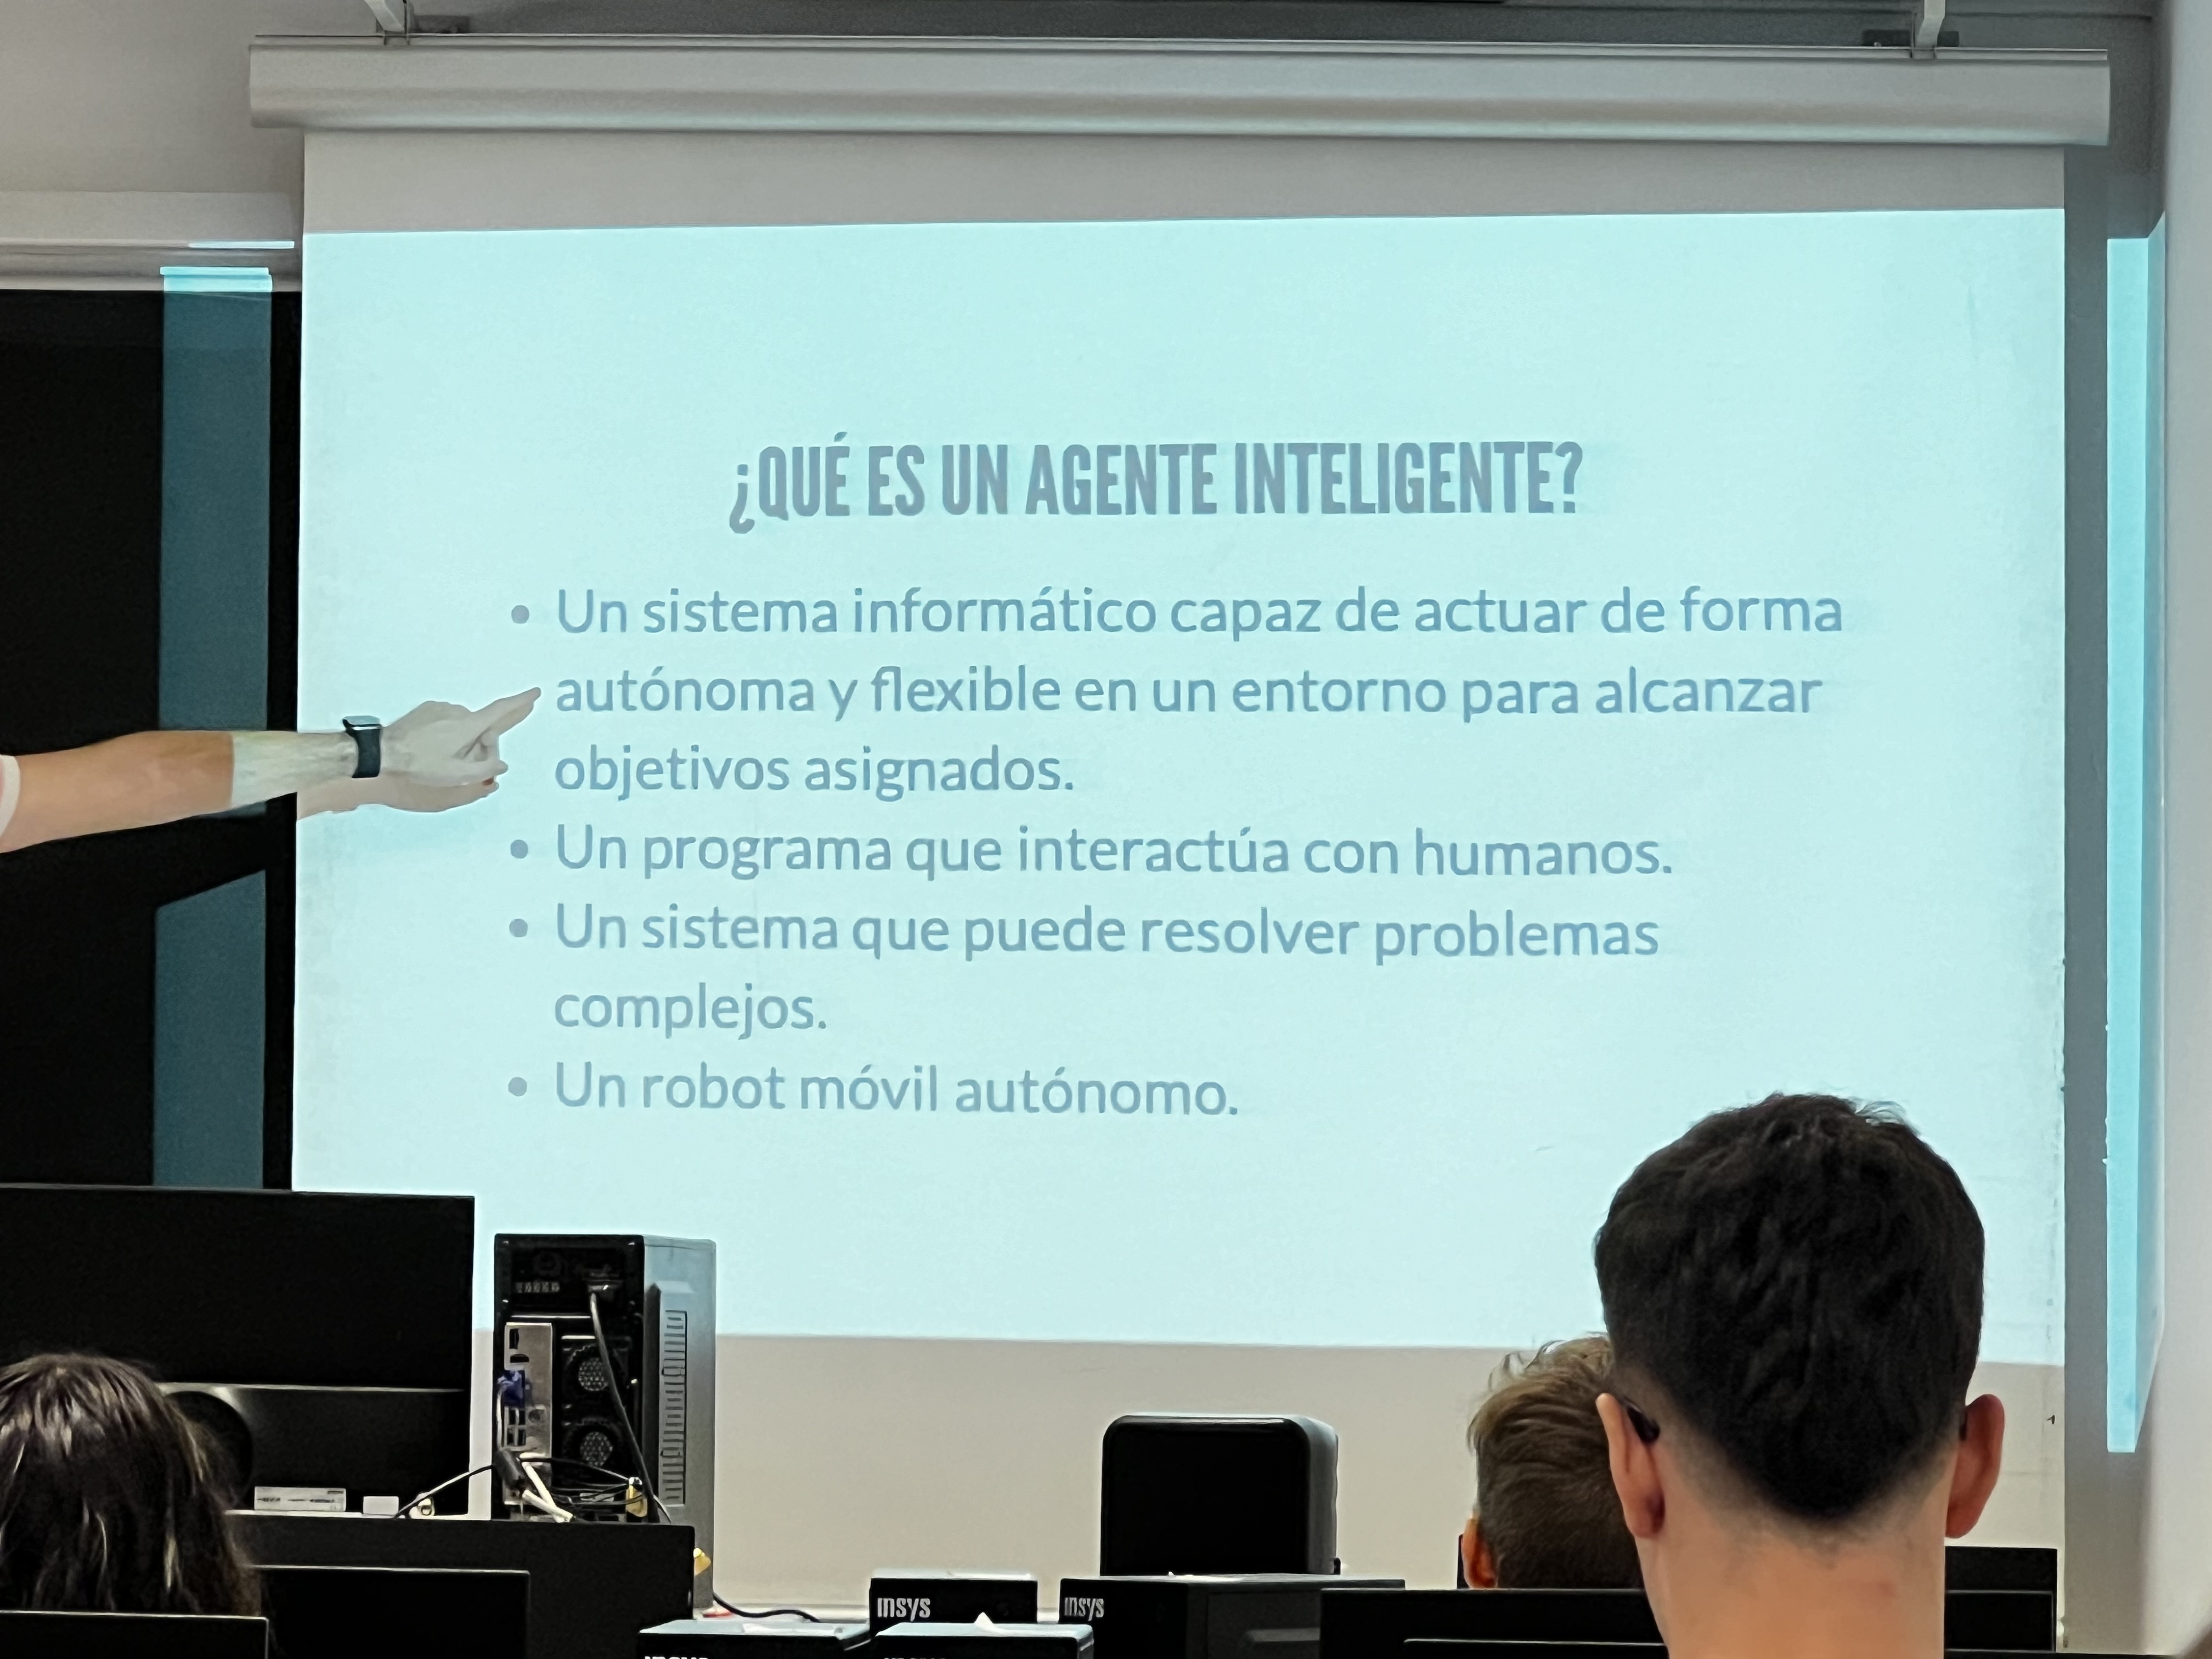 ¿QUÉ ES UN AGENTE INTELIGENTE?
• Un sistema informático capaz de actuar de forma
autónoma y flexible en un entorno para alcanzar
objetivos asignados.
• Un programa que interactúa con humanos.
• Un sistema que puede resolver problemas
complejos.
• Un robot móvil autónomo.
insys
insys